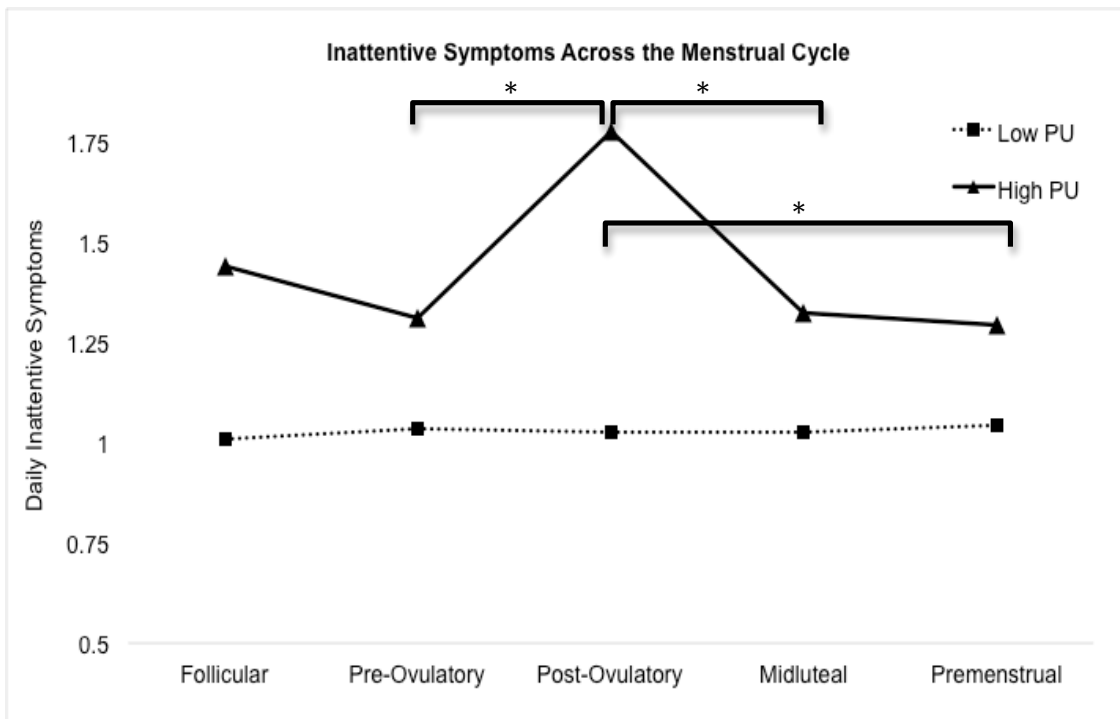 Inattentive Symptoms Across the Menstrual Cycle
* *
Low PU
High PU
*
Daily Inattentive Symptoms
1.75
1.5
1.25
1
0.75
0.5
Follicular Pre-Ovulatory Post-Ovulatory Midluteal Premenstrual